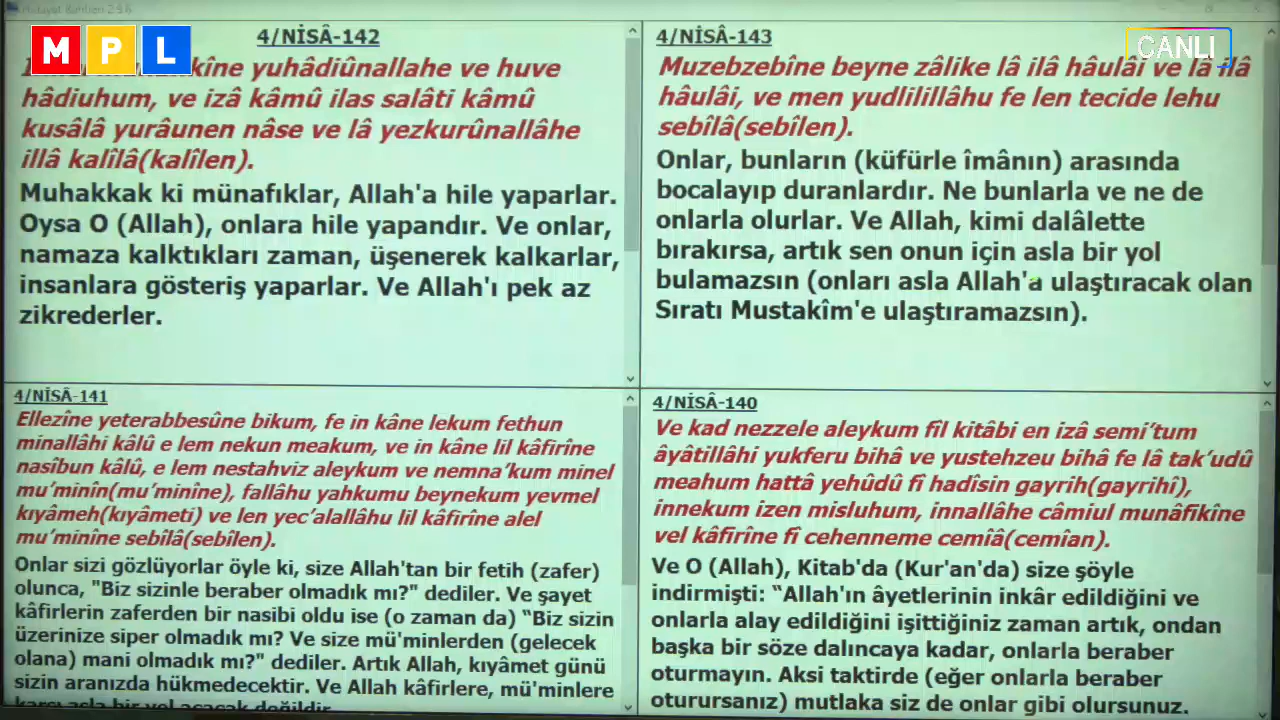 Hidayet Rehberi 2.9.6
MPL
CANLI
4/NİSÂ-142
kîne yuhâdiûnallahe ve huve
hâdiuhum, ve izâ kâmû ilas salâti kâmû
kusâlâ yurâunen nâse ve lâ yezkurûnallâhe
illâ kalîlâ(kalîlen).
Muhakkak ki münafıklar, Allah'a hile yaparlar.
Oysa O (Allah), onlara hile yapandır. Ve onlar,
namaza kalktıkları zaman, üşenerek kalkarlar,
insanlara gösteriş yaparlar. Ve Allah'ı pek az
zikrederler.
4/NİSÂ-143
Muzebzebîne beyne zâlike lâ ilâ hâulâi ve lâ ilâ
hâulâi, ve men yudlilillâhu fe len tecide lehu
sebîlâ(sebîlen).
Onlar, bunların (küfürle îmânın) arasında
bocalayıp duranlardır. Ne bunlarla ve ne de
onlarla olurlar. Ve Allah, kimi dalâlette
bırakırsa, artık sen onun için asla bir yol
bulamazsın (onları asla Allah'a ulaştıracak olan
Sıratı Mustakîm'e ulaştıramazsın).
4/NİSÂ-141
Ellezîne yeterabbesûne bikum, fe in kâne lekum fethun
minallâhi kâlû e lem nekun meakum, ve in kâne lil kâfirîne
nasîbun kâlû, e lem nestahviz aleykum ve nemna’kum minel
mu’minîn(mu’minîne), fallâhu yahkumu beynekum yevmel
kıyâmeh(kıyâmeti) ve len yec’alallâhu lil kâfirîne alel
mu’minîne sebîlâ(sebîlen).
Onlar sizi gözlüyorlar öyle ki, size Allah'tan bir fetih (zafer)
olunca, "Biz sizinle beraber olmadık mı?" dediler. Ve şayet
kâfirlerin zaferden bir nasibi oldu ise (o zaman da) “Biz sizin
üzerinize siper olmadık mı? Ve size mü'minlerden (gelecek
olana) mani olmadık mı?" dediler. Artık Allah, kıyâmet günü
sizin aranızda hükmedecektir. Ve Allah kâfirlere, mü'minlere
karşı asla bir yol açacak değildir.
4/NİSÂ-140
Ve kad nezzele aleykum fîl kitâbi en izâ semi’tum
âyâtillâhi yukferu bihâ ve yustehzeu bihâ fe lâ tak’udû
meahum hattâ yehûdû fî hadîsin gayrih(gayrihî),
innekum izen misluhum, innallâhe câmiul munâfikîne
vel kâfirîne fî cehenneme cemîâ(cemîan).
Ve O (Allah), Kitab'da (Kur'an'da) size şöyle
indirmişti: “Allah'ın âyetlerinin inkâr edildiğini ve
onlarla alay edildiğini işittiğiniz zaman artık, ondan
başka bir söze dalıncaya kadar, onlarla beraber
oturmayın. Aksi taktirde (eğer onlarla beraber
oturursanız) mutlaka siz de onlar gibi olursunuz.